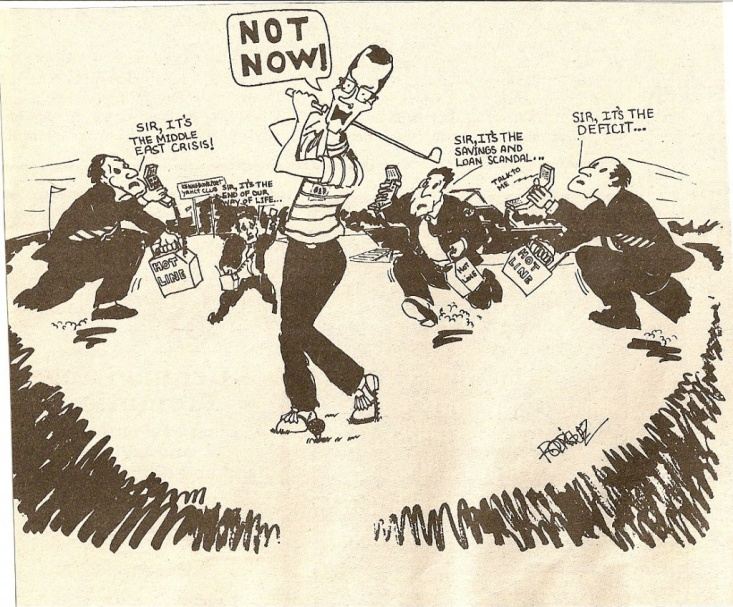 NOT
NOW!
SIR, IT'S
THE MIDDLE
EAST CRISIS!
HOT
LINE
KENNEBUNKPORT
YACHT CLUB
SIR, IT'S THE
END OF OUR
WAY OF LIFE...
SIR, IT'S THE
SAVINGS AND
LOAN SCANDAL...
HOT
LINE
TALK TO
ME
SIR, IT'S THE
DEFICIT...
HOT
LINE
RODRIGUEZ